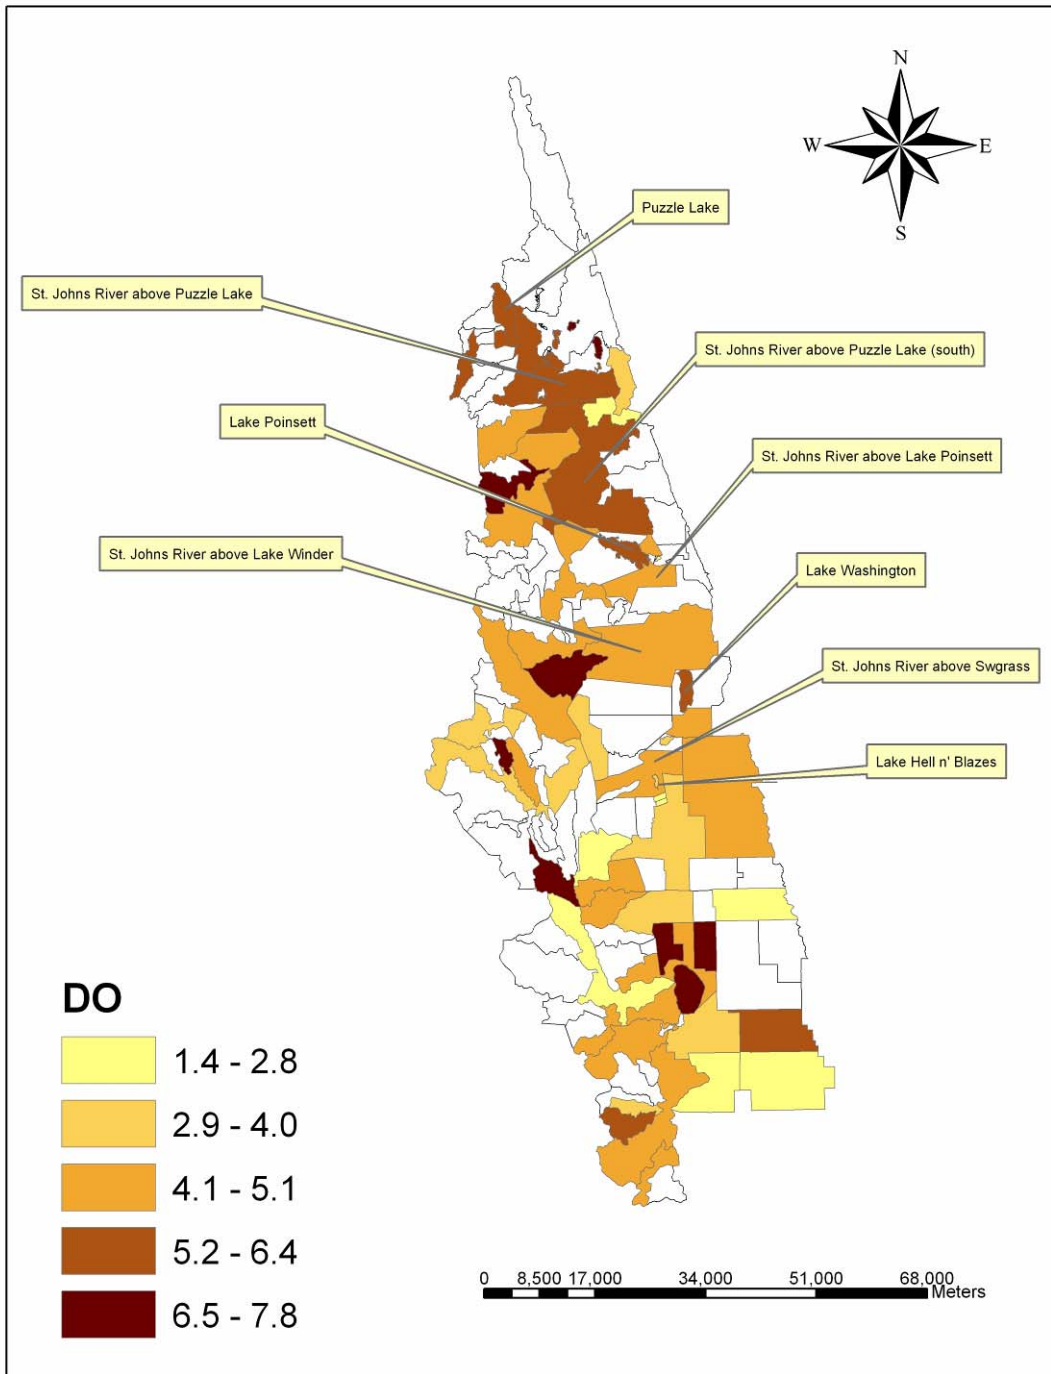 N
W E
S
Puzzle Lake
St. Johns River above Puzzle Lake
St. Johns River above Puzzle Lake (south)
Lake Poinsett
St. Johns River above Lake Poinsett
St. Johns River above Lake Winder
Lake Washington
St. Johns River above Swgrass
Lake Hell n' Blazes
DO
1.4 - 2.8
2.9 - 4.0
4.1 - 5.1
5.2 - 6.4
6.5 - 7.8
0 8,500 17,000 34,000 51,000 68,000
Meters